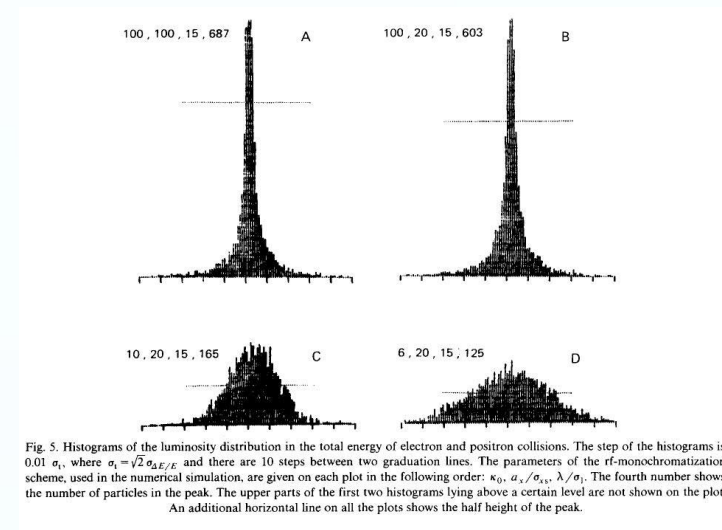 100 , 100 , 15 , 687 A
100 , 20 , 15 , 603 B
10 , 20 , 15 , 165 C
6 , 20 , 15 , 125 D
Fig. 5. Histograms of the luminosity distribution in the total energy of electron and positron collisions. The step of the histograms is
0.01 σₜ, where σₜ = √2 σ_ΔE/E and there are 10 steps between two graduation lines. The parameters of the rf-monochromatization
scheme, used in the numerical simulation, are given on each plot in the following order: κ₀, aₓ/σₓₛ, λ/σₗ. The fourth number shows
the number of particles in the peak. The upper parts of the first two histograms lying above a certain level are not shown on the plot.
An additional horizontal line on all the plots shows the half height of the peak.